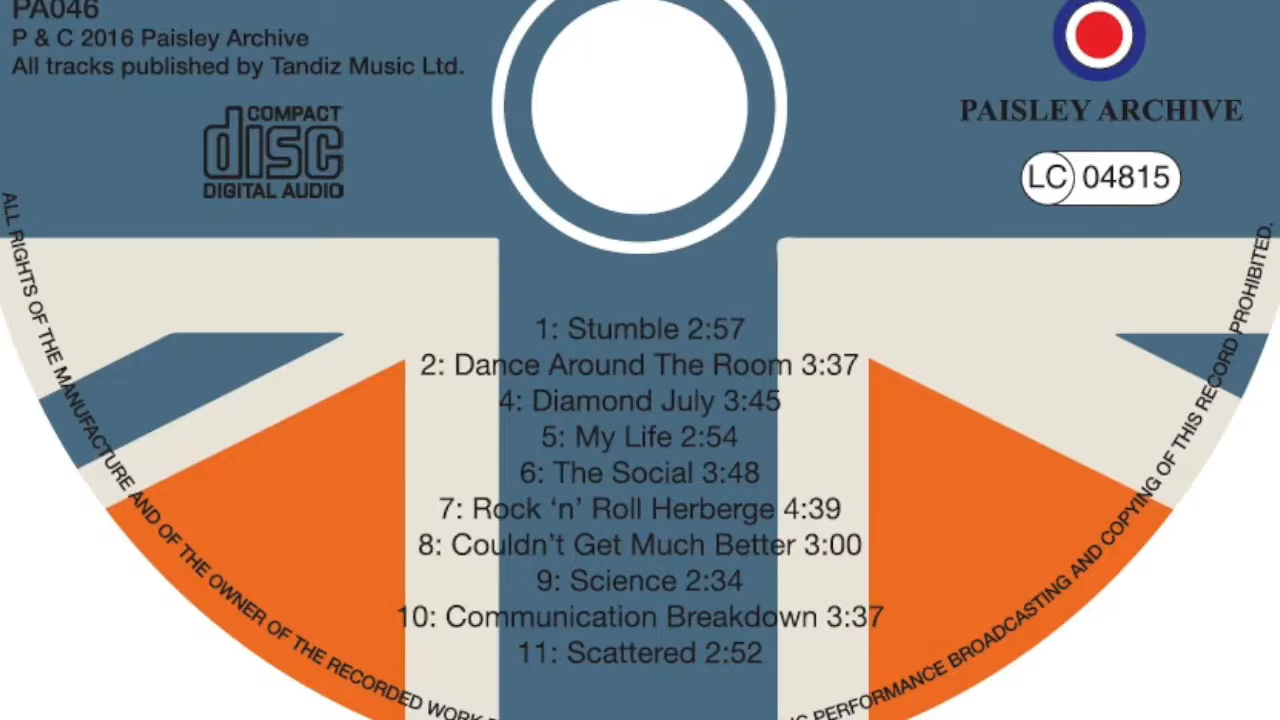 PA046
P & C 2016 Paisley Archive
All tracks published by Tandiz Music Ltd.
COMPACT
disc
DIGITAL AUDIO
PAISLEY ARCHIVE
LC 04815
1: Stumble 2:57
2: Dance Around The Room 3:37
4: Diamond July 3:45
5: My Life 2:54
6: The Social 3:48
7: Rock ‘n’ Roll Herberge 4:39
8: Couldn’t Get Much Better 3:00
9: Science 2:34
10: Communication Breakdown 3:37
11: Scattered 2:52
ALL RIGHTS OF THE MANUFACTURE AND OF THE OWNER OF THE RECORDED WORK
PERFORMANCE BROADCASTING AND COPYING OF THIS RECORD PROHIBITED.